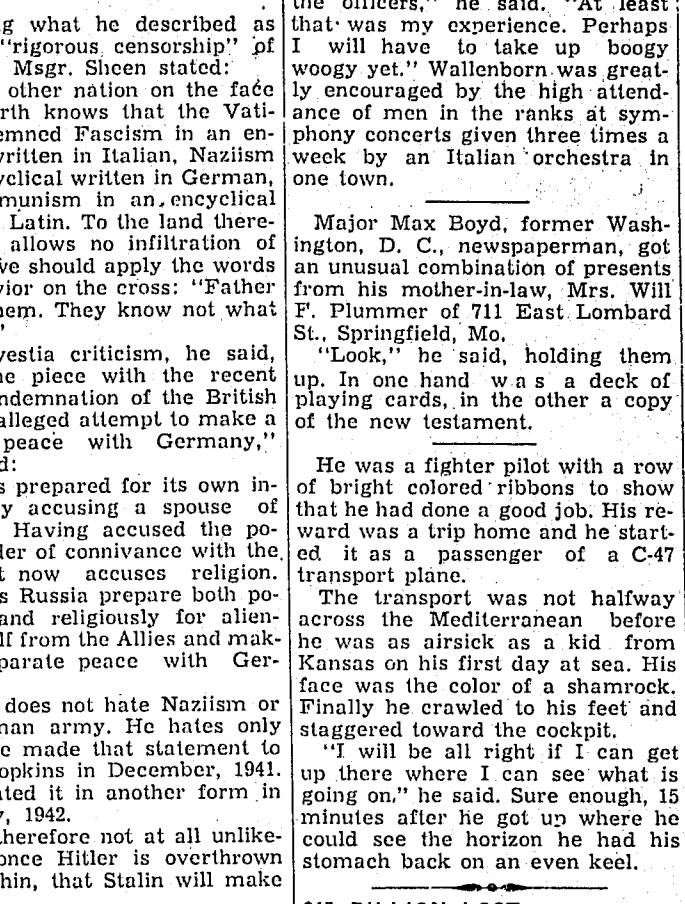 g what he described as
"rigorous censorship" of
Msgr. Sheen stated:
other nation on the face
rth knows that the Vati-
emned Fascism in an en-
written in Italian, Naziism
yclical written in German,
munism in an encyclical
Latin. To the land there-
allows no infiltration of
ve should apply the words
vior on the cross: "Father
hem. They know not what
"
vestia criticism, he said,
ne piece with the recent
ndemnation of the British
alleged attempt to make a
peace with Germany,"
d:
s prepared for its own in-
y accusing a spouse of
Having accused the po-
der of connivance with the
t now accuses religion.
s Russia prepare both po-
and religiously for alien-
lf from the Allies and mak-
parate peace with Ger-
does not hate Naziism or
man army. He hates only
e made that statement to
opkins in December, 1941.
ated it in another form in
, 1942.
therefore not at all unlike-
once Hitler is overthrown
hin, that Stalin will make
the officers," he said. "At least
that was my experience. Perhaps
I will have to take up boogy
woogy yet." Wallenborn was great-
ly encouraged by the high attend-
ance of men in the ranks at sym-
phony concerts given three times a
week by an Italian orchestra in
one town.
Major Max Boyd, former Wash-
ington, D. C., newspaperman, got
an unusual combination of presents
from his mother-in-law, Mrs. Will
F. Plummer of 711 East Lombard
St., Springfield, Mo.
"Look," he said, holding them
up. In one hand was a deck of
playing cards, in the other a copy
of the new testament.
He was a fighter pilot with a row
of bright colored ribbons to show
that he had done a good job. His re-
ward was a trip home and he start-
ed it as a passenger of a C-47
transport plane.
The transport was not halfway
across the Mediterranean before
he was as airsick as a kid from
Kansas on his first day at sea. His
face was the color of a shamrock.
Finally he crawled to his feet and
staggered toward the cockpit.
"I will be all right if I can get
up there where I can see what is
going on," he said. Sure enough, 15
minutes after he got up where he
could see the horizon he had his
stomach back on an even keel.